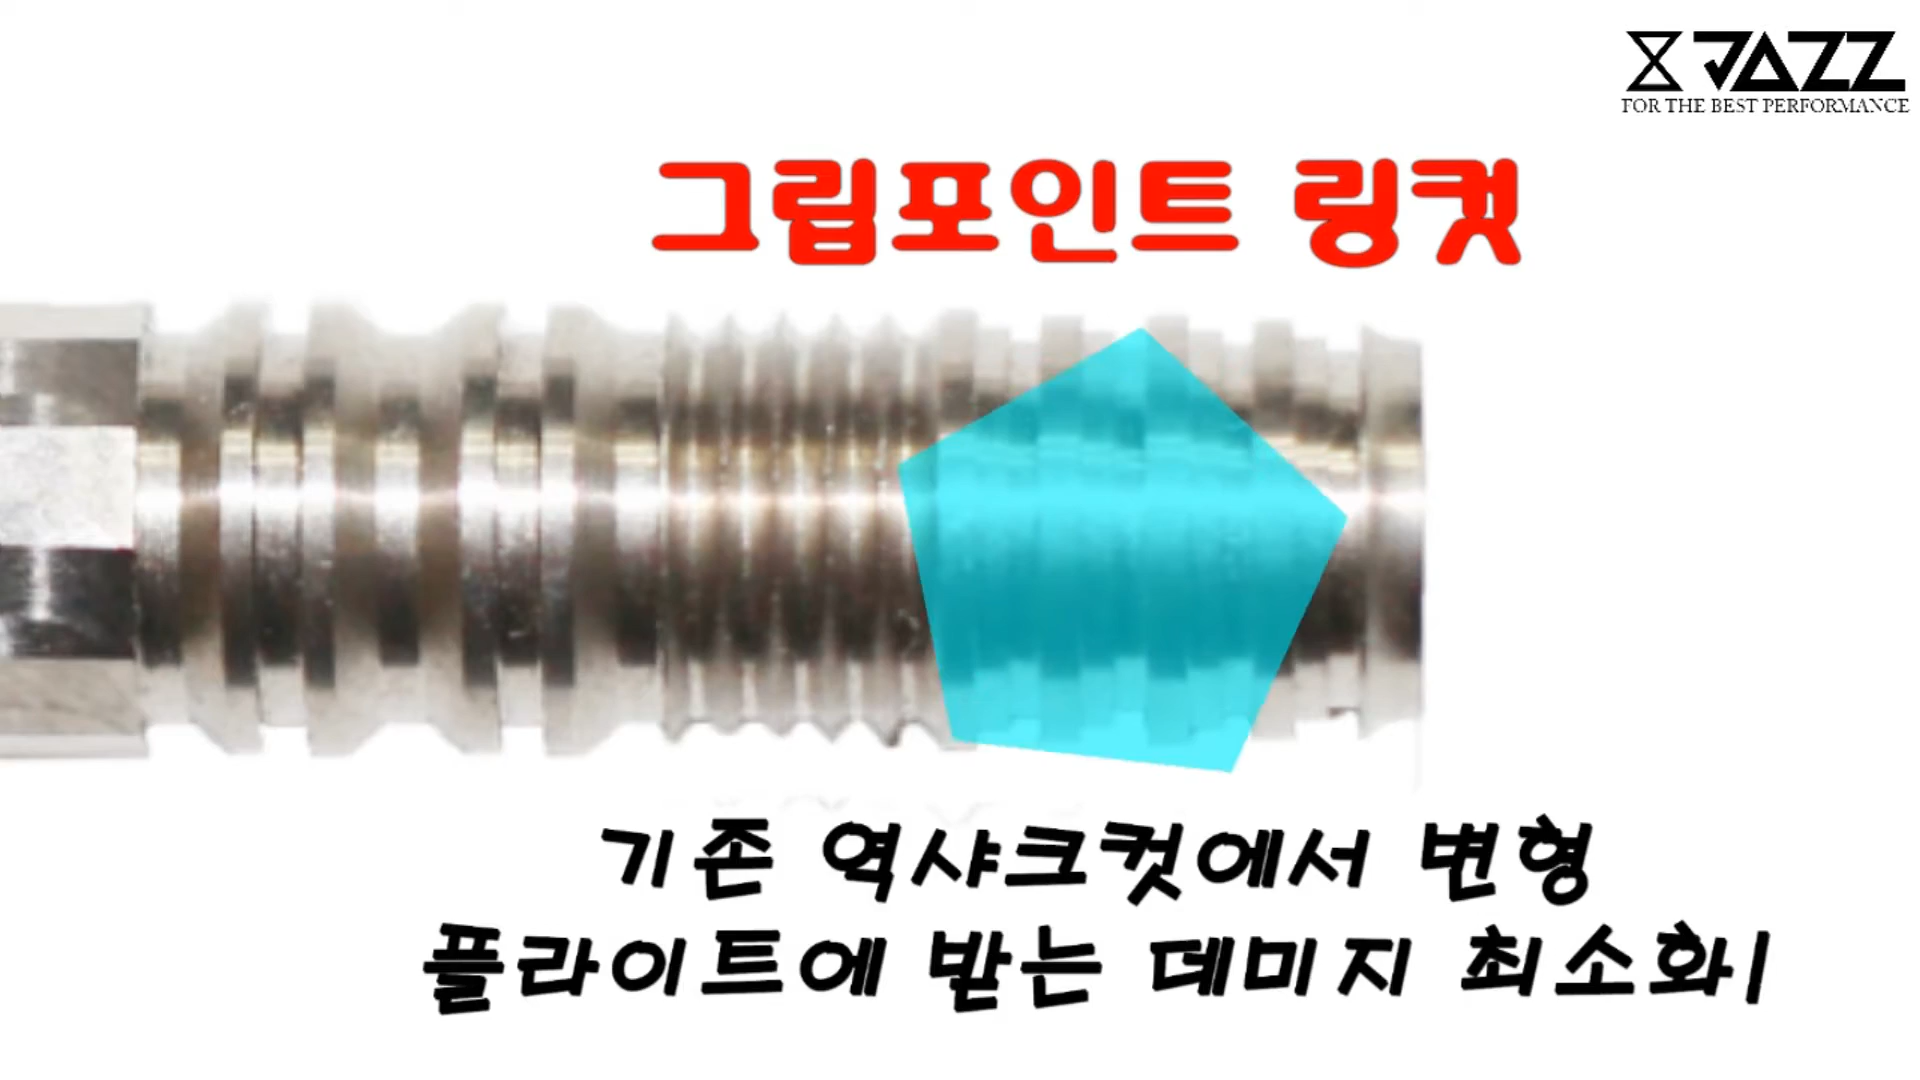 JAZZ
FOR THE BEST PERFORMANCE
그립포인트 링컷
기존 역샤크컷에서 변형
플라이트에 받는 데미지 최소화|